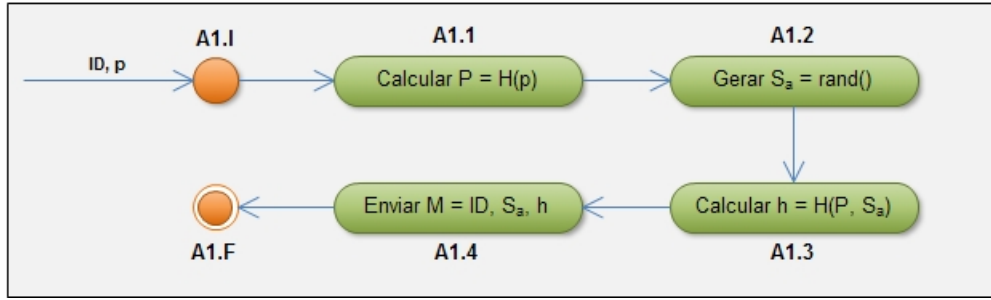 A1.I
A1.1
A1.2
ID, p
Calcular P = H(p)
Gerar Sₐ = rand()
Enviar M = ID, Sₐ, h
Calcular h = H(P, Sₐ)
A1.F
A1.4
A1.3